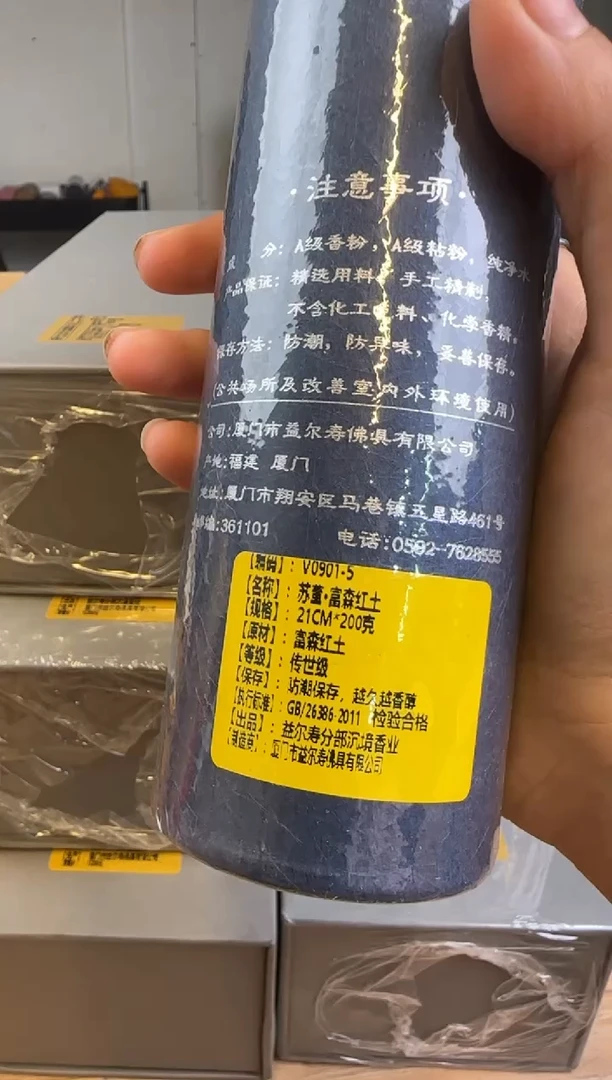 ·注意事项·
成 分: A级香粉, A级粘粉, 纯净水
产品保证: 精选用料, 手工精制,
不含化工原料、化学香精。
保存方法: 防潮, 防异味, 妥善保存。
(公共场所及改善室内外环境使用)
公司:厦门市益尔寿佛具有限公司
产地:福建 厦门
地址:厦门市翔安区马巷镇五星路461号
邮编:361101 电话:0592-7628555
【编码】: V0901-5
【名称】: 苏董·富森红土
【规格】: 21CM*200克
【原材】: 富森红土
【等级】: 传世级
【保存】: 防潮保存, 越久越香醇
【执行标准】: GB/26386-2011 检验合格
【出品】: 益尔寿分部沉境香业
【制造商】: 厦门市益尔寿佛具有限公司